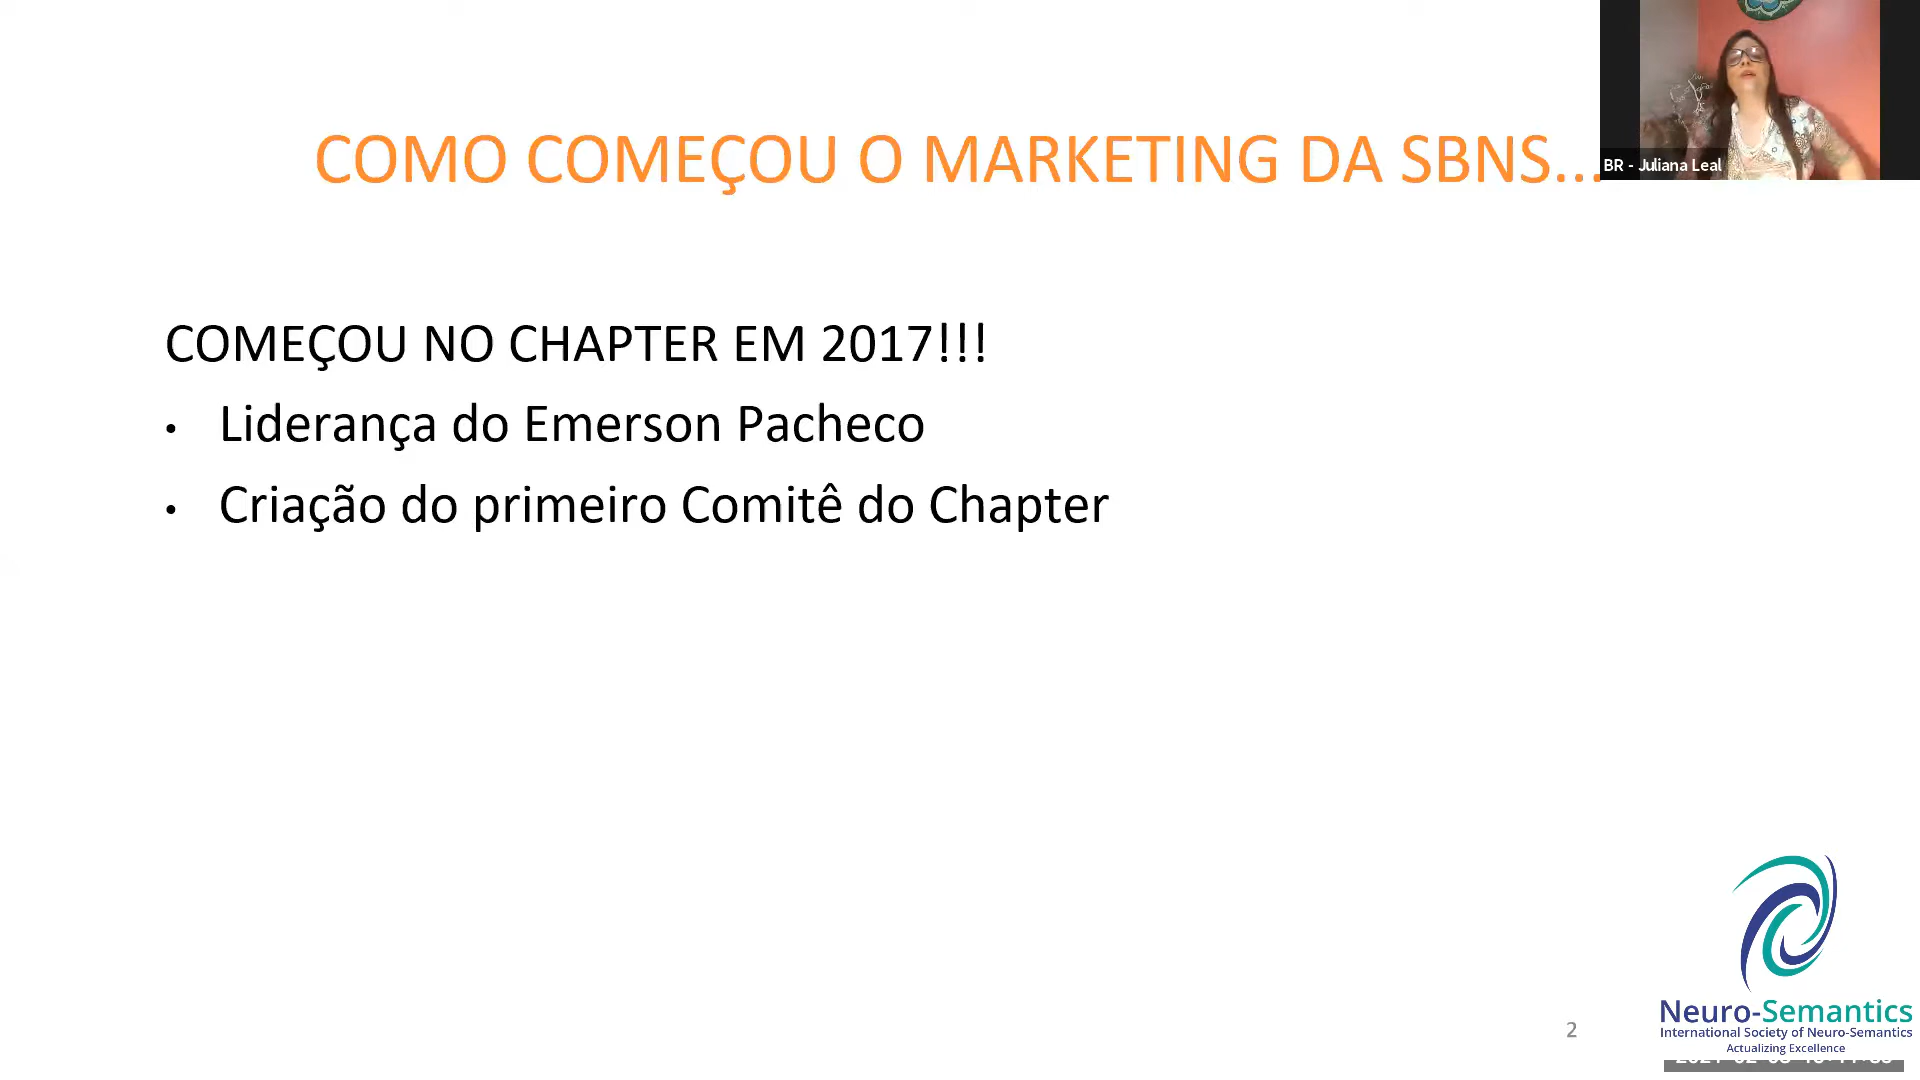 COMO COMEÇOU O MARKETING DA SBNS...
BR - Juliana Leal
COMEÇOU NO CHAPTER EM 2017!!!
• Liderança do Emerson Pacheco
• Criação do primeiro Comitê do Chapter
2
Neuro-Semantics
International Society of Neuro-Semantics
Actualizing Excellence